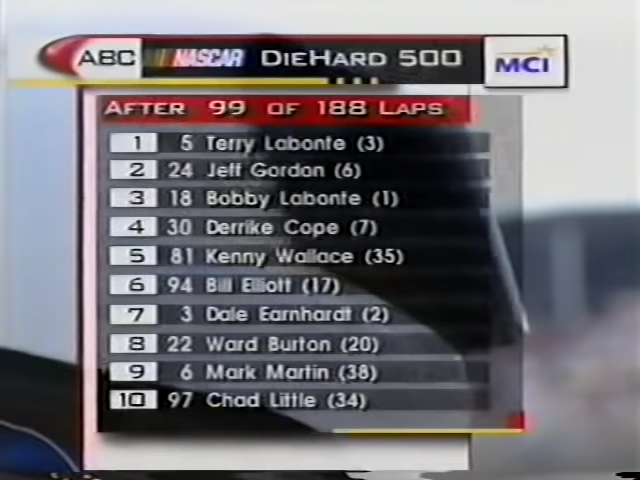 ABC NASCAR DIEHARD 500 MCI
AFTER 99 OF 188 LAPS
1 5 Terry Labonte (3)
2 24 Jeff Gordon (6)
3 18 Bobby Labonte (1)
4 30 Derrike Cope (7)
5 81 Kenny Wallace (35)
6 94 Bill Elliott (17)
7 3 Dale Earnhardt (2)
8 22 Ward Burton (20)
9 6 Mark Martin (38)
10 97 Chad Little (34)